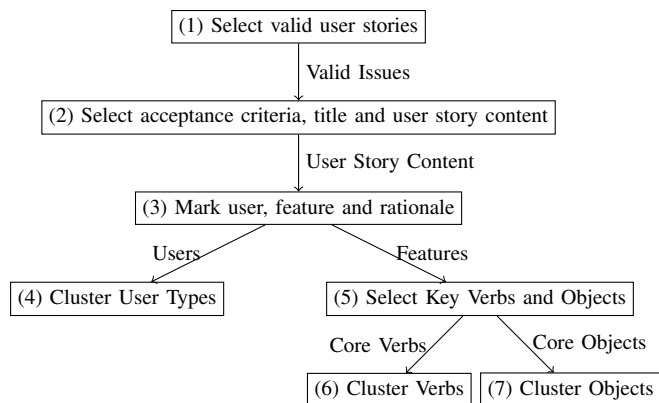 (1) Select valid user stories
Valid Issues
(2) Select acceptance criteria, title and user story content
User Story Content
(3) Mark user, feature and rationale
Users
Features
(4) Cluster User Types
(5) Select Key Verbs and Objects
Core Verbs
Core Objects
(6) Cluster Verbs
(7) Cluster Objects